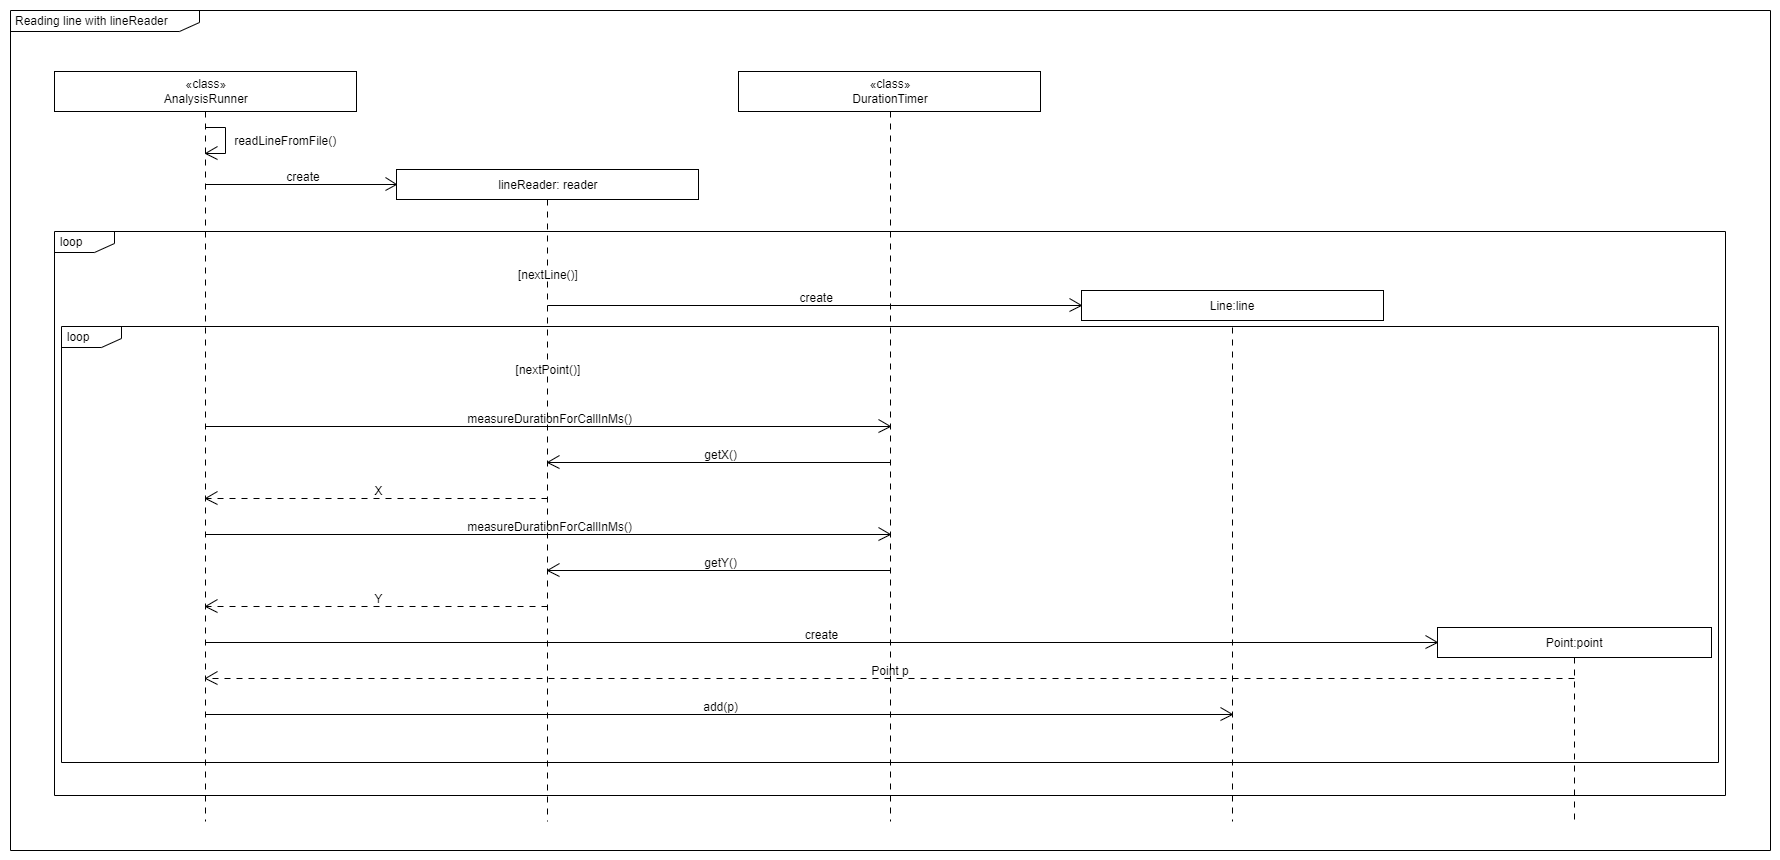 Reading line with lineReader
«class»
AnalysisRunner
«class»
DurationTimer
readLineFromFile()
create
lineReader: reader
loop
[nextLine()]
create
Line:line
loop
[nextPoint()]
measureDurationForCallInMs()
getX()
X
measureDurationForCallInMs()
getY()
Y
create
Point:point
Point p
add(p)